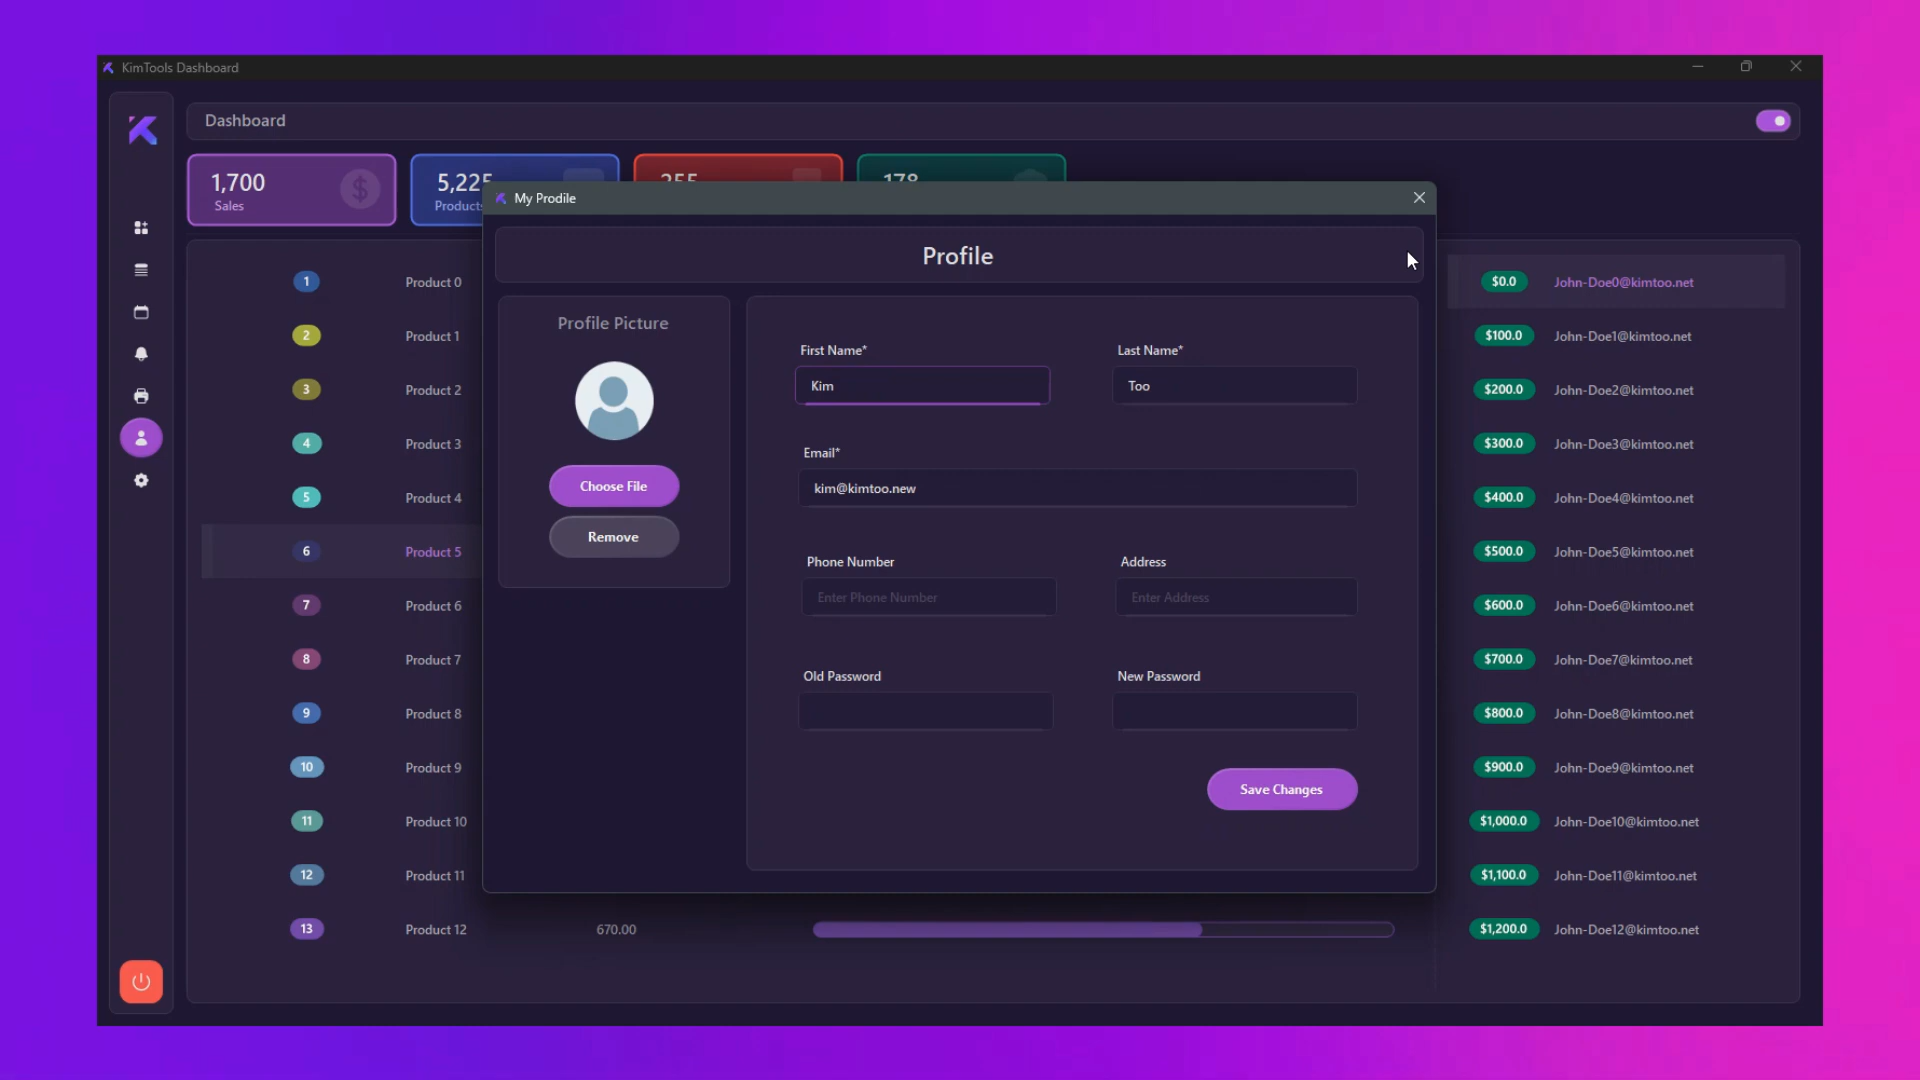 KimTools Dashboard
Dashboard
1,700
Sales
5,225
Products
255
178
My Prodile
Profile
Profile Picture
Choose File
Remove
First Name*
Last Name*
Kim
Too
Email*
kim@kimtoo.new
Phone Number
Address
Enter Phone Number
Enter Address
Old Password
New Password
Save Changes
1 Product 0
2 Product 1
3 Product 2
4 Product 3
5 Product 4
6 Product 5
7 Product 6
8 Product 7
9 Product 8
10 Product 9
11 Product 10
12 Product 11
13 Product 12 670.00
$0.0 John-Doe0@kimtoo.net
$100.0 John-Doe1@kimtoo.net
$200.0 John-Doe2@kimtoo.net
$300.0 John-Doe3@kimtoo.net
$400.0 John-Doe4@kimtoo.net
$500.0 John-Doe5@kimtoo.net
$600.0 John-Doe6@kimtoo.net
$700.0 John-Doe7@kimtoo.net
$800.0 John-Doe8@kimtoo.net
$900.0 John-Doe9@kimtoo.net
$1,000.0 John-Doe10@kimtoo.net
$1,100.0 John-Doe11@kimtoo.net
$1,200.0 John-Doe12@kimtoo.net